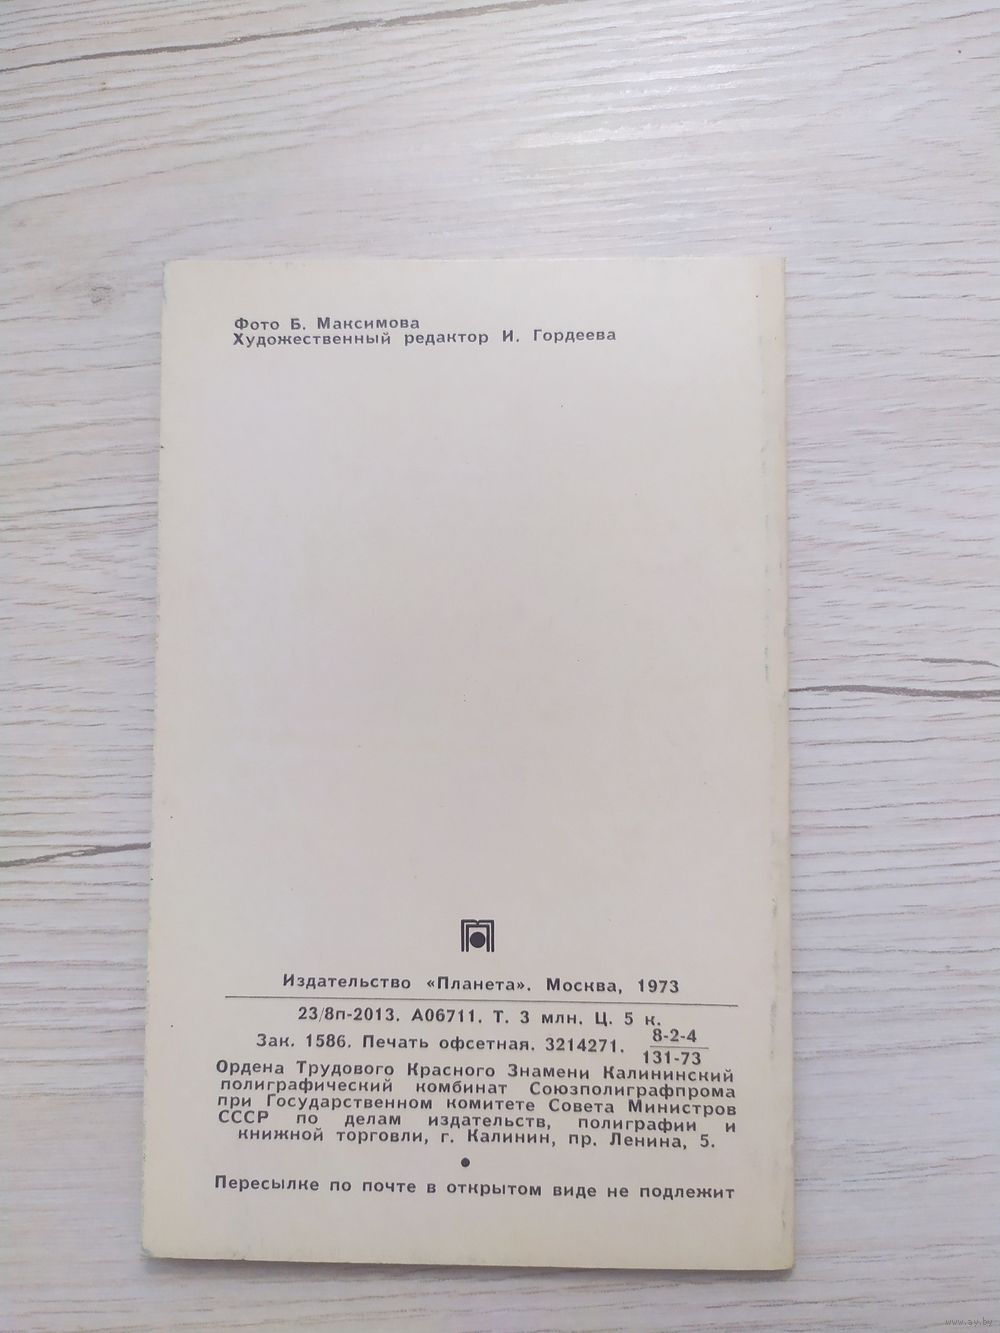 Фото Б. Максимова
Художественный редактор И. Гордеева
Издательство «Планета». Москва, 1973
23/8п-2013. А06711. Т. 3 млн. Ц. 5 к.
Зак. 1586. Печать офсетная. 3214271. 8-2-4
131-73
Ордена Трудового Красного Знамени Калининский
полиграфический комбинат Союзполиграфпрома
при Государственном комитете Совета Министров
СССР по делам издательств, полиграфии и
книжной торговли, г. Калинин, пр. Ленина, 5.
Пересылке по почте в открытом виде не подлежит
www.ay.by